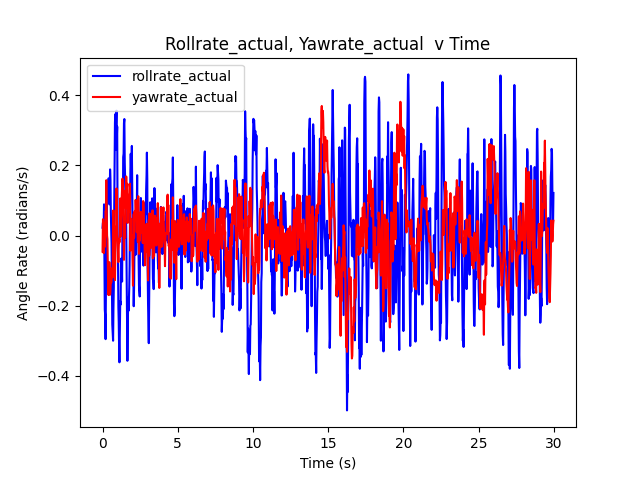 Rollrate_actual, Yawrate_actual  v Time
rollrate_actual
yawrate_actual
Angle Rate (radians/s)
0.4
0.2
0.0
−0.2
−0.4
0 5 10 15 20 25 30
Time (s)